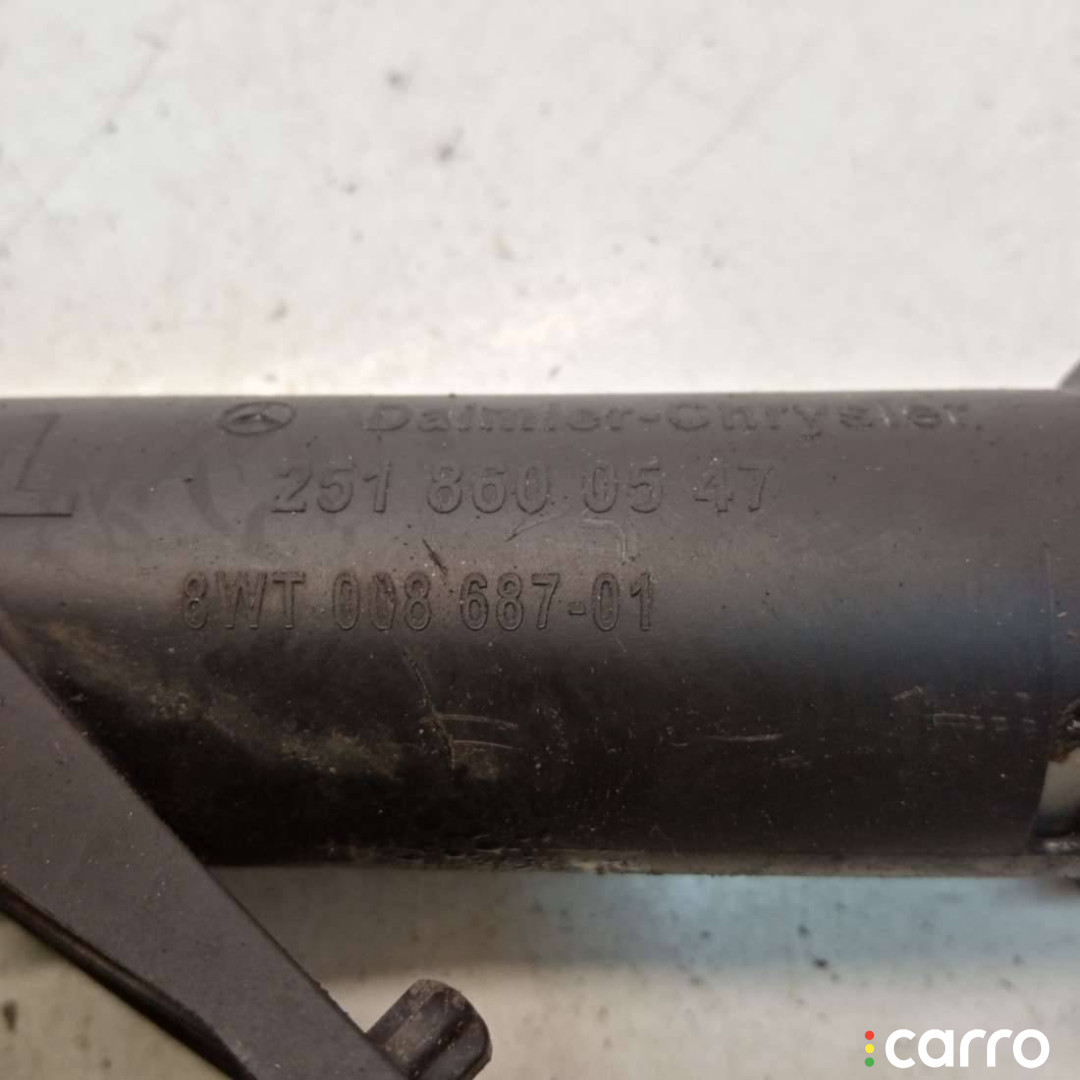 L
Daimler-Chrysler
251 860 05 47
8WT 008 687-01
carro